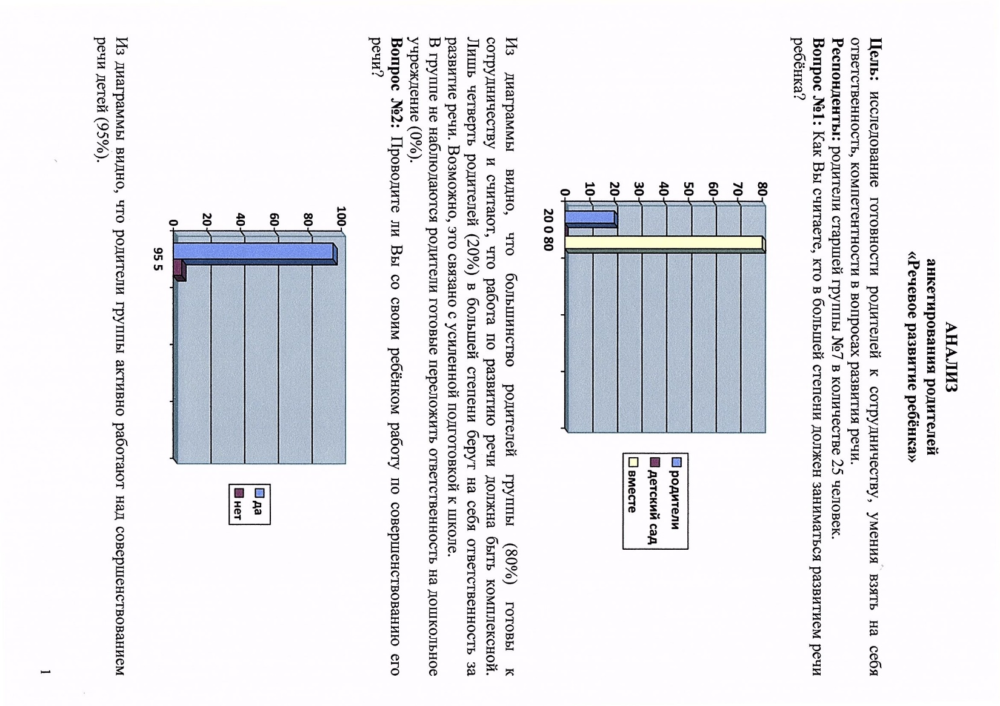 АНАЛИЗ
анкетирования родителей
«Речевое развитие ребёнка»
Цель: исследование готовности родителей к сотрудничеству, умения взять на себя
ответственность, компетентности в вопросах развития речи.
Респонденты: родители старшей группы №7 в количестве 25 человек.
Вопрос №1: Как Вы считаете, кто в большей степени должен заниматься развитием речи
ребёнка?
80
70
60
50
40
30
20
10
0
20 0 80
родители
детский сад
вместе
Из диаграммы видно, что большинство родителей группы (80%) готовы к
сотрудничеству и считают, что работа по развитию речи должна быть комплексной.
Лишь четверть родителей (20%) в большей степени берут на себя ответственность за
развитие речи. Возможно, это связано с усиленной подготовкой к школе.
В группе не наблюдаются родители готовые переложить ответственность на дошкольное
учреждение (0%).
Вопрос №2: Проводите ли Вы со своим ребёнком работу по совершенствованию его
речи?
100
80
60
40
20
0
95 5
да
нет
Из диаграммы видно, что родители группы активно работают над совершенствованием
речи детей (95%).
1